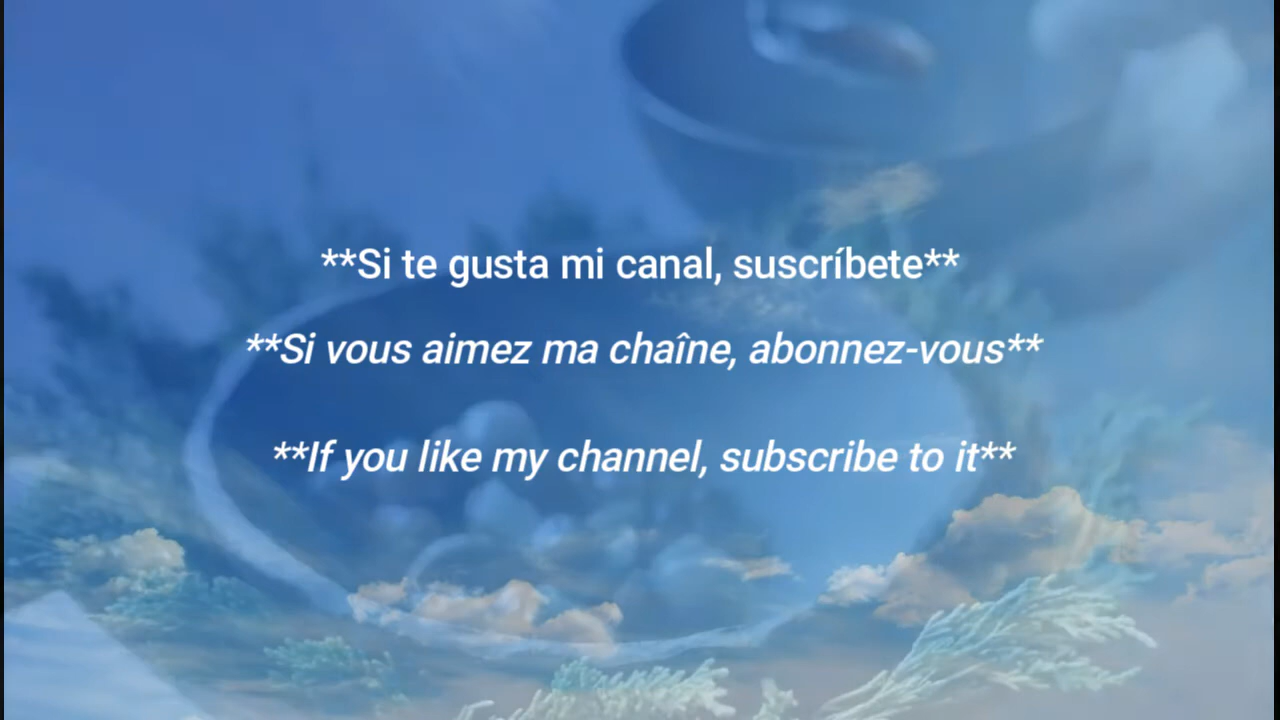 **Si te gusta mi canal, suscríbete**
**Si vous aimez ma chaîne, abonnez-vous**
**If you like my channel, subscribe to it**